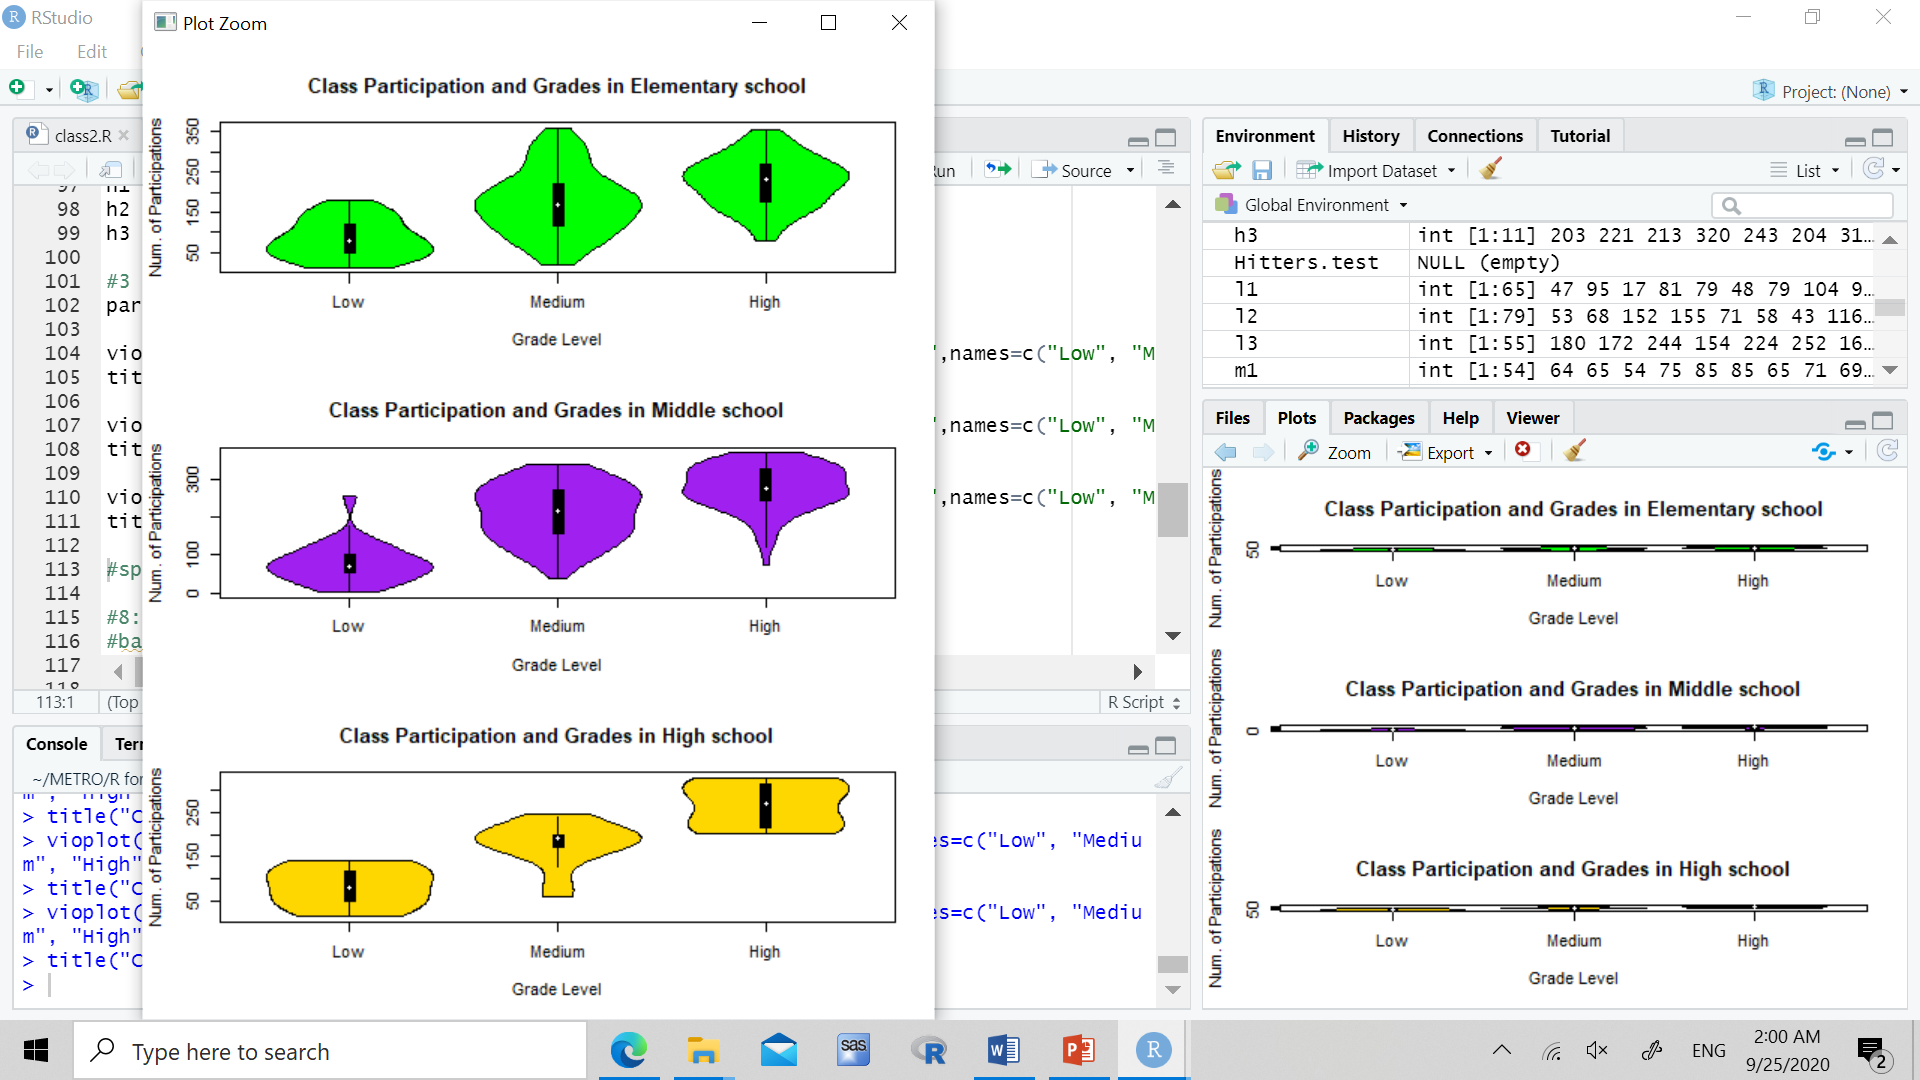 RStudio
File Edit
Plot Zoom
Project: (None)
class2.R
Run
Source
97 h1
98 h2
99 h3
100
101 #3
102 par
103
104 vio ",names=c("Low", "M
105 tit
106
107 vio ",names=c("Low", "M
108 tit
109
110 vio ",names=c("Low", "M
111 tit
112
113 #sp
114
115 #8:
116 #ba
117
118
113:1 (Top R Script
Console Terr
~/METRO/R for
m", "High"
> title("C
> vioplot( es=c("Low", "Mediu
m", "High"
> title("C
> vioplot( es=c("Low", "Mediu
m", "High"
> title("C
>
Class Participation and Grades in Elementary school
Num. of Participations
50 150 250 350
Low Medium High
Grade Level
Class Participation and Grades in Middle school
Num. of Participations
0 100 300
Low Medium High
Grade Level
Class Participation and Grades in High school
Num. of Participations
50 150 250
Low Medium High
Grade Level
Environment History Connections Tutorial
Import Dataset List
Global Environment
h3 int [1:11] 203 221 213 320 243 204 31…
Hitters.test NULL (empty)
l1 int [1:65] 47 95 17 81 79 48 79 104 9…
l2 int [1:79] 53 68 152 155 71 58 43 116…
l3 int [1:55] 180 172 244 154 224 252 16…
m1 int [1:54] 64 65 54 75 85 85 65 71 69…
Files Plots Packages Help Viewer
Zoom Export
Class Participation and Grades in Elementary school
Num. of Participations
50
Low Medium High
Grade Level
Class Participation and Grades in Middle school
Num. of Participations
0
Low Medium High
Grade Level
Class Participation and Grades in High school
Num. of Participations
50
Low Medium High
Grade Level
Type here to search
sas
ENG
2:00 AM
9/25/2020
2